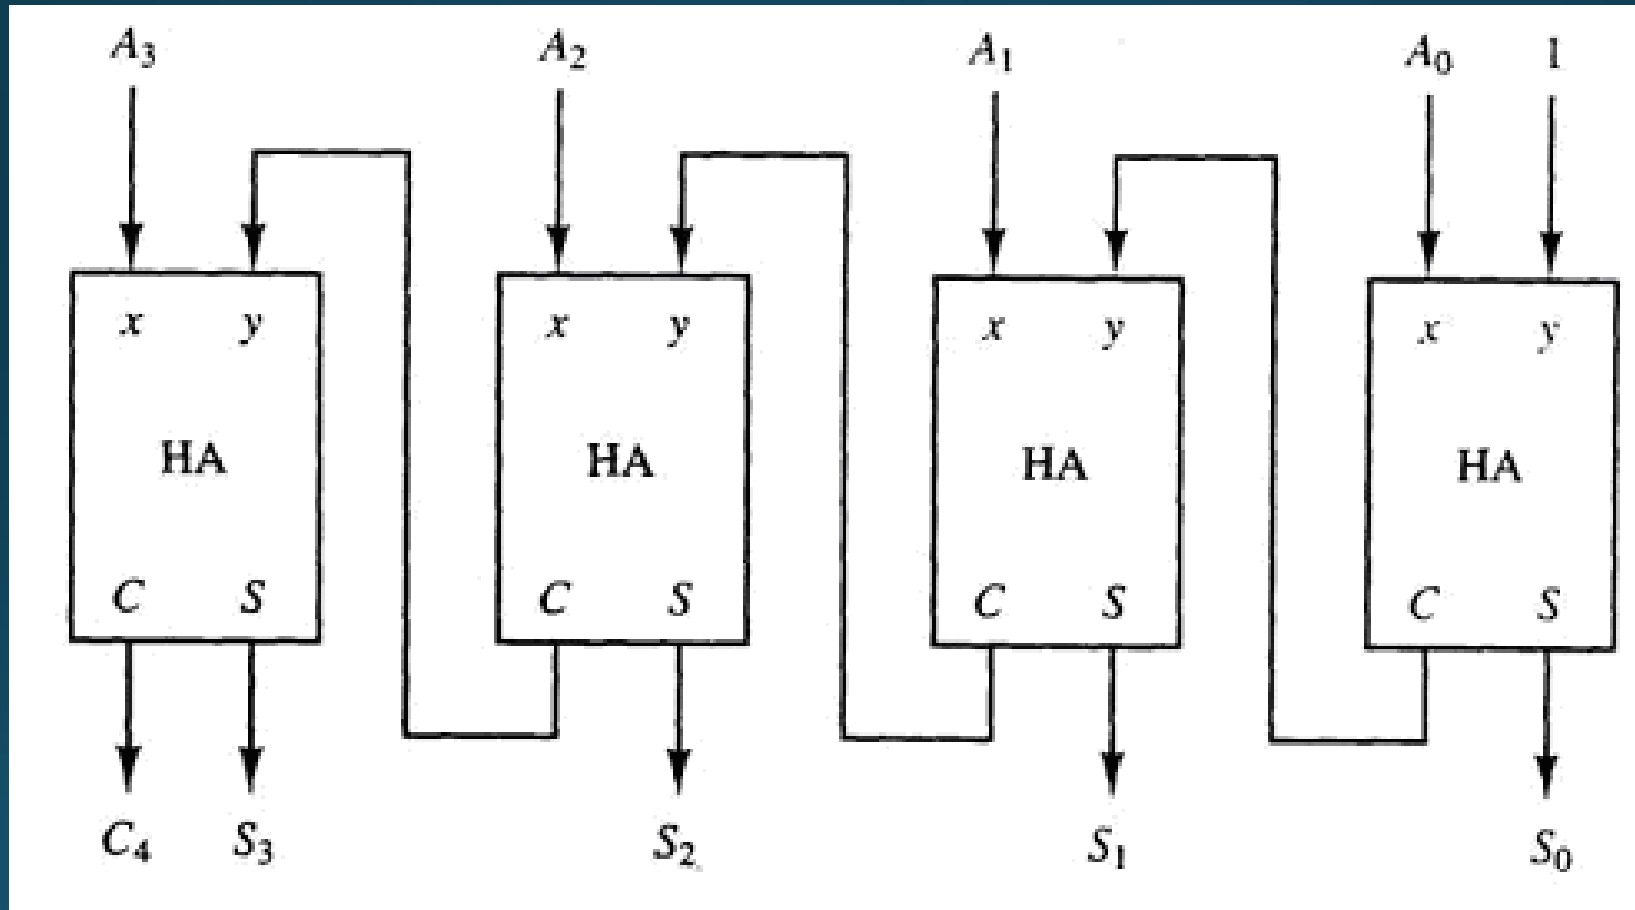 A₃ A₂ A₁ A₀ 1
x y x y x y x y
HA HA HA HA
C S C S C S C S
C₄ S₃ S₂ S₁ S₀